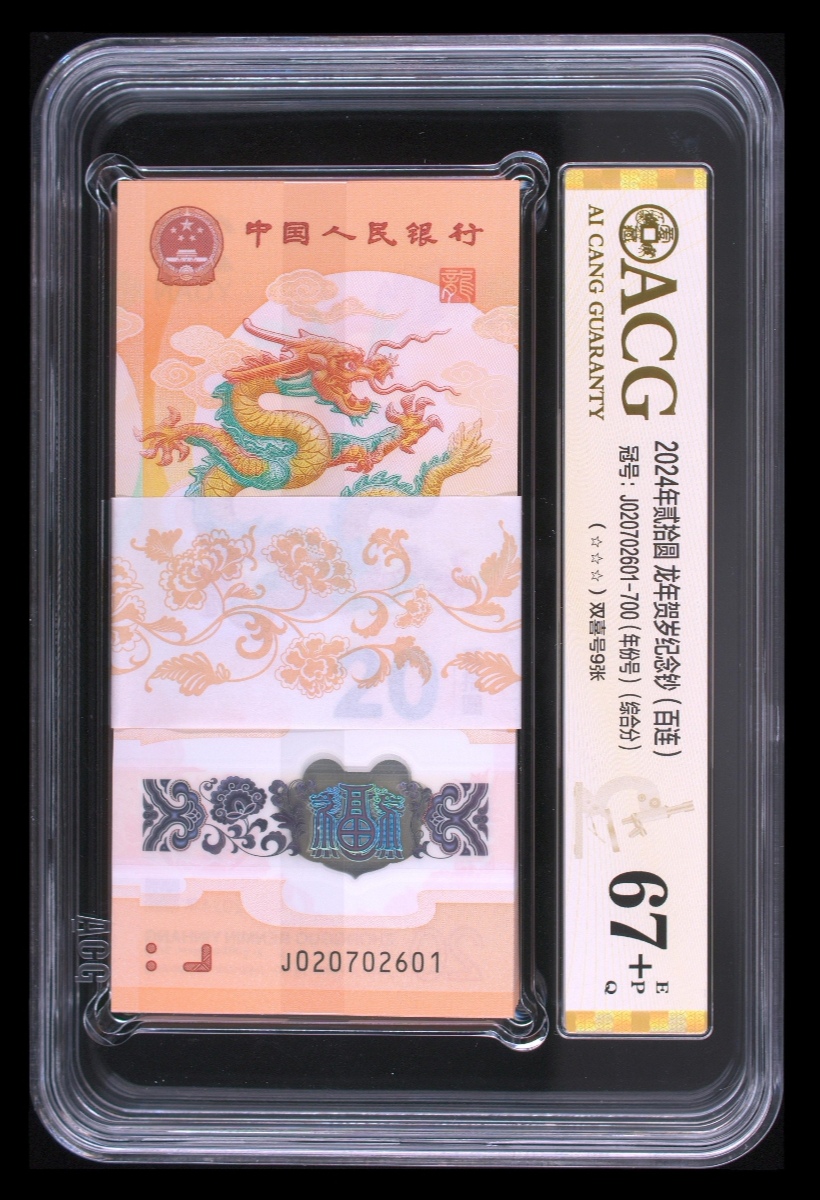 中国人民银行
龍
20
J020702601
ACG
ACG
AI CANG GUARANTY
2024年贰拾圆 龙年贺岁纪念钞（百连）
冠号：J020702601-700（年份号）（综合分）
（☆☆☆）双喜号9张
67+
E
P
Q